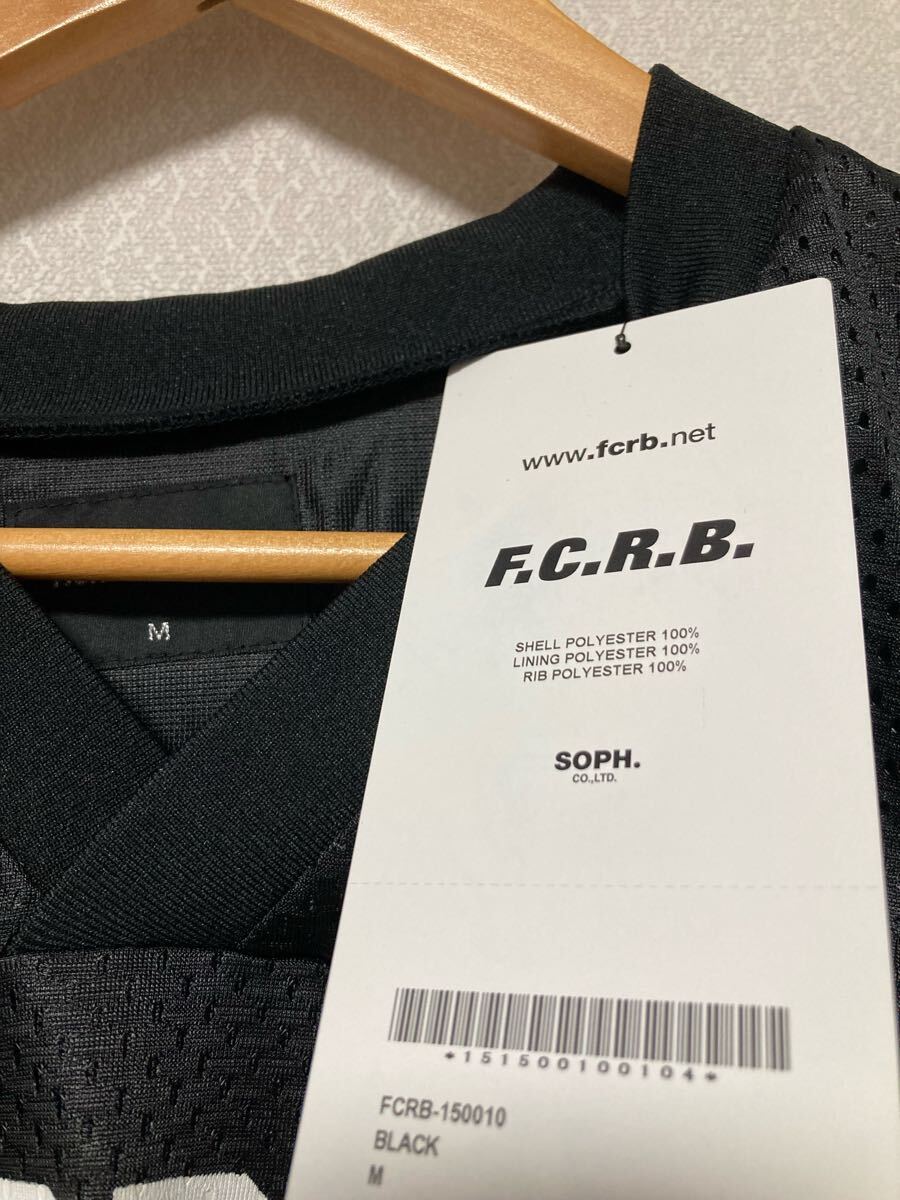 www.fcrb.net
F.C.R.B.
SHELL POLYESTER 100%
LINING POLYESTER 100%
RIB POLYESTER 100%
SOPH.
CO.,LTD.
*151500100104*
FCRB-150010
BLACK
M
M